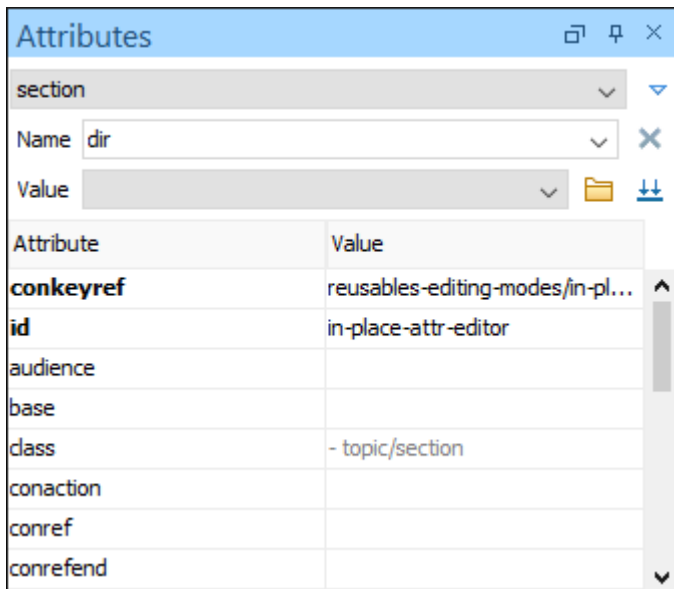 Attributes
section
Name dir
Value
Attribute Value
conkeyref reusables-editing-modes/in-pl...
id in-place-attr-editor
audience
base
class - topic/section
conaction
conref
conrefend